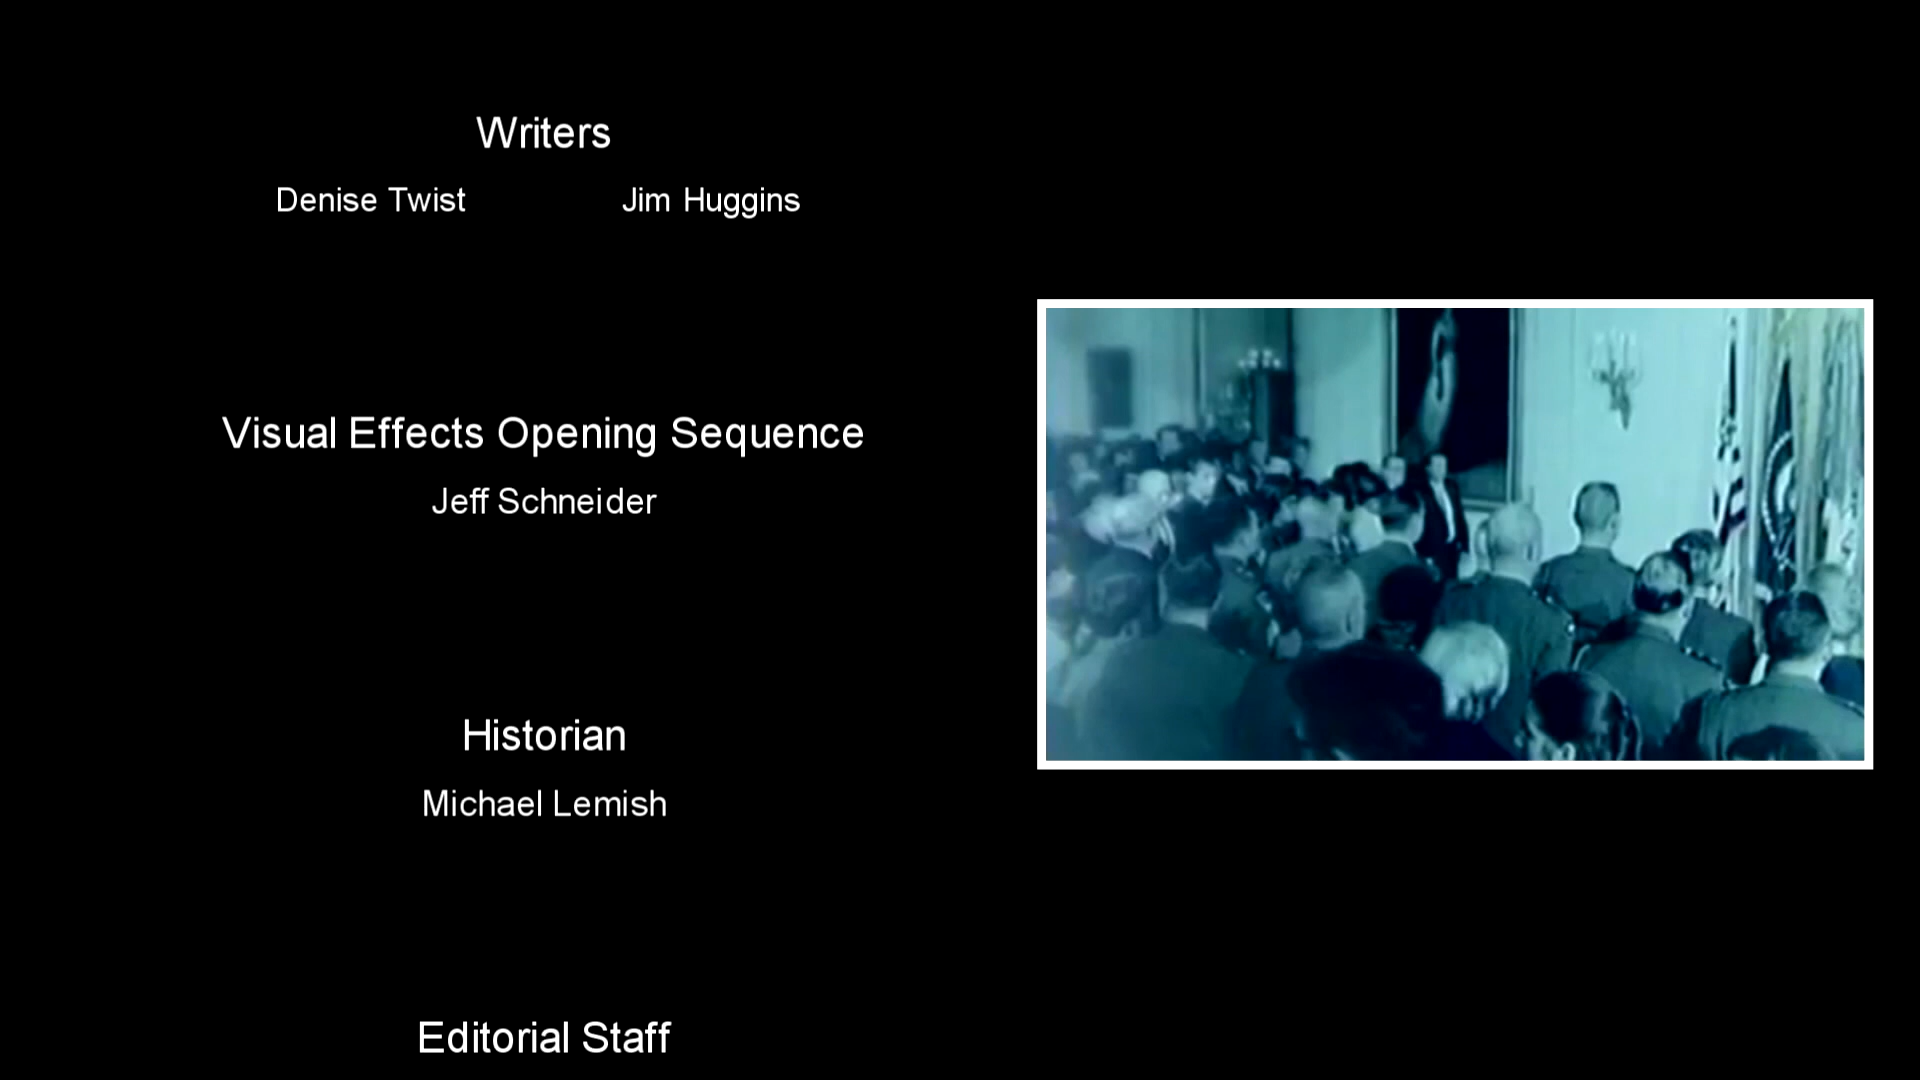 Writers
Denise Twist Jim Huggins
Visual Effects Opening Sequence
Jeff Schneider
Historian
Michael Lemish
Editorial Staff